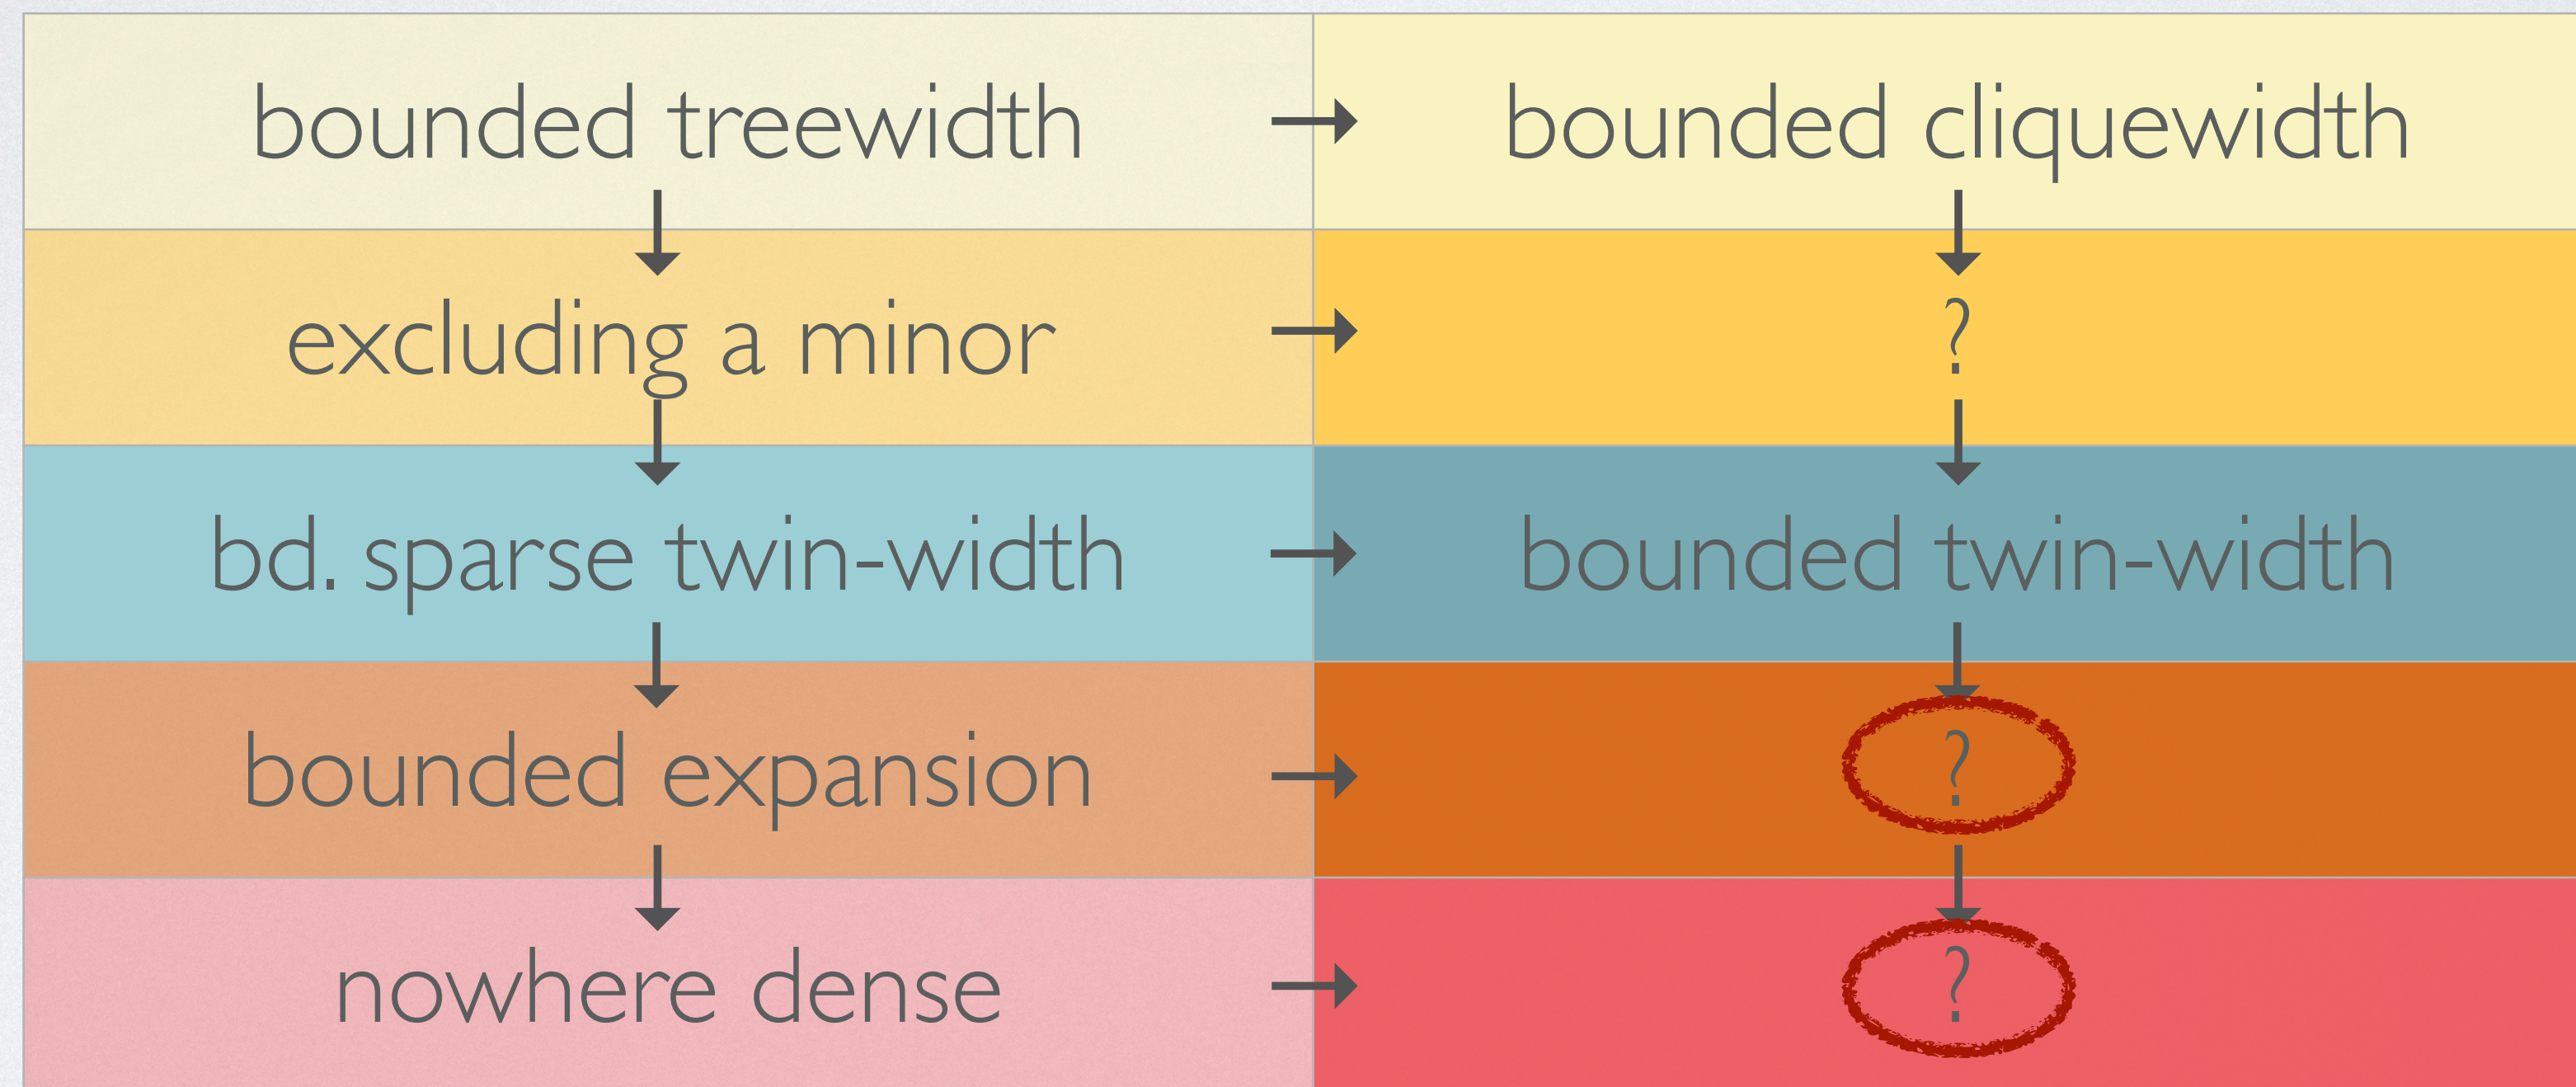 bounded treewidth
bounded cliquewidth
excluding a minor
?
bd. sparse twin-width
bounded twin-width
bounded expansion
?
nowhere dense
?